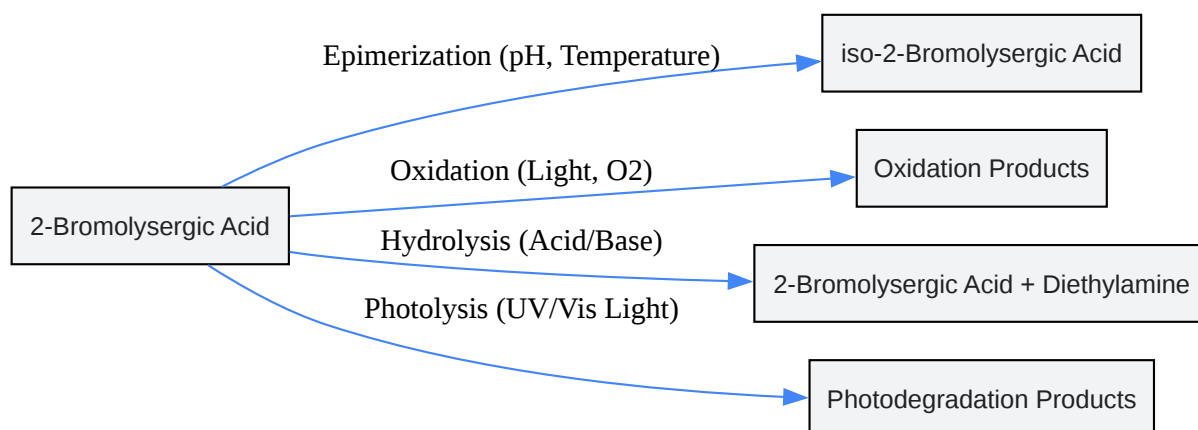 Epimerization (pH, Temperature)
iso-2-Bromolysergic Acid
Oxidation (Light, O2)
Oxidation Products
2-Bromolysergic Acid
Hydrolysis (Acid/Base)
2-Bromolysergic Acid + Diethylamine
Photolysis (UV/Vis Light)
Photodegradation Products